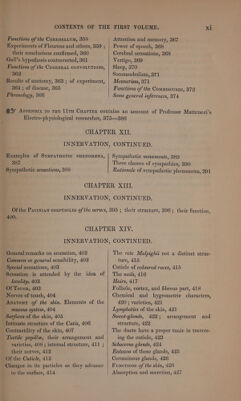 CONTENTS OF THE FIRST VOLUME. xi
Functions of the Cerebellum, 358
Experiments of Flourens and others, 359 ;
their conclusions confirmed, 360
Gall's hypothesis controverted, 361
Functions of the Cerebral convolutions,
362
Results of anatomy, 363 ; of experiment,
364 ; of disease, 365
Phrenology, 366
Attention and memory, 367
Power of speech, 368
Cerebral sensations, 368
Vertigo, 369
Sleep, 370
Somnambulism, 371
Mesmerism, 371
Functions of the Commissures, 372
Some general inferences, 374
Appendix to the 11th Chapter contains an account of Professor Matteucci's
Electro-physiological researches, 375—386
CHAPTER XII.
INNERVATION, CONTINUED.
Examples of Sympathetic phenomena,
387
Sympathetic sensations, 388
Sympathetic movements, 389
Three classes of sympathies, 390
Rationale of sympathetic phenomena, 391
CHAPTER XIII.
INNERVATION, CONTINUED.
Of the Pacinian corpuscles of the nerves, 395 ; their structure, 396 ; their function,
400.
CHAPTER XIV.
INNERVATION, CONTINUED.
General remarks on sensation, 402
Common or general sensibility, 403
Special sensations, 403
Sensation is attended by the idea of
locality, 403
Of Touch, 403
Nerves of touch, 404
Anatomy of the skin. Elements of the
mucous system, 404
Surfaces of the skin, 405
Intimate structure of the Cutis, 406
Contractility of the skin, 407
Tactile papillæ, their arrangement and
varieties, 408 ; internal structure, 411 ;
their nerves, 412
Of the Cuticle, 412
Changes in its particles as they advance
to the surface, 414
The rete Malpighii not a distinct struc-
ture, 415
Cuticle of coloured races, 415
The nails, 416
Hairs, 417
Follicle, cortex, and fibrous part, 418
Chemical and hygrometric characters,
420 ; varieties, 421
Lymphatics of the skin, 421
Sweat-glands, 422 ; arrangement and
structure, 422
The ducts have a proper tunic in travers-
ing the cuticle, 423
Sebaceous glands, 424
Entozoa of these glands, 425
Ceruminous glands, 426
Functions of the skin, 426
Absorption and secretion, 427